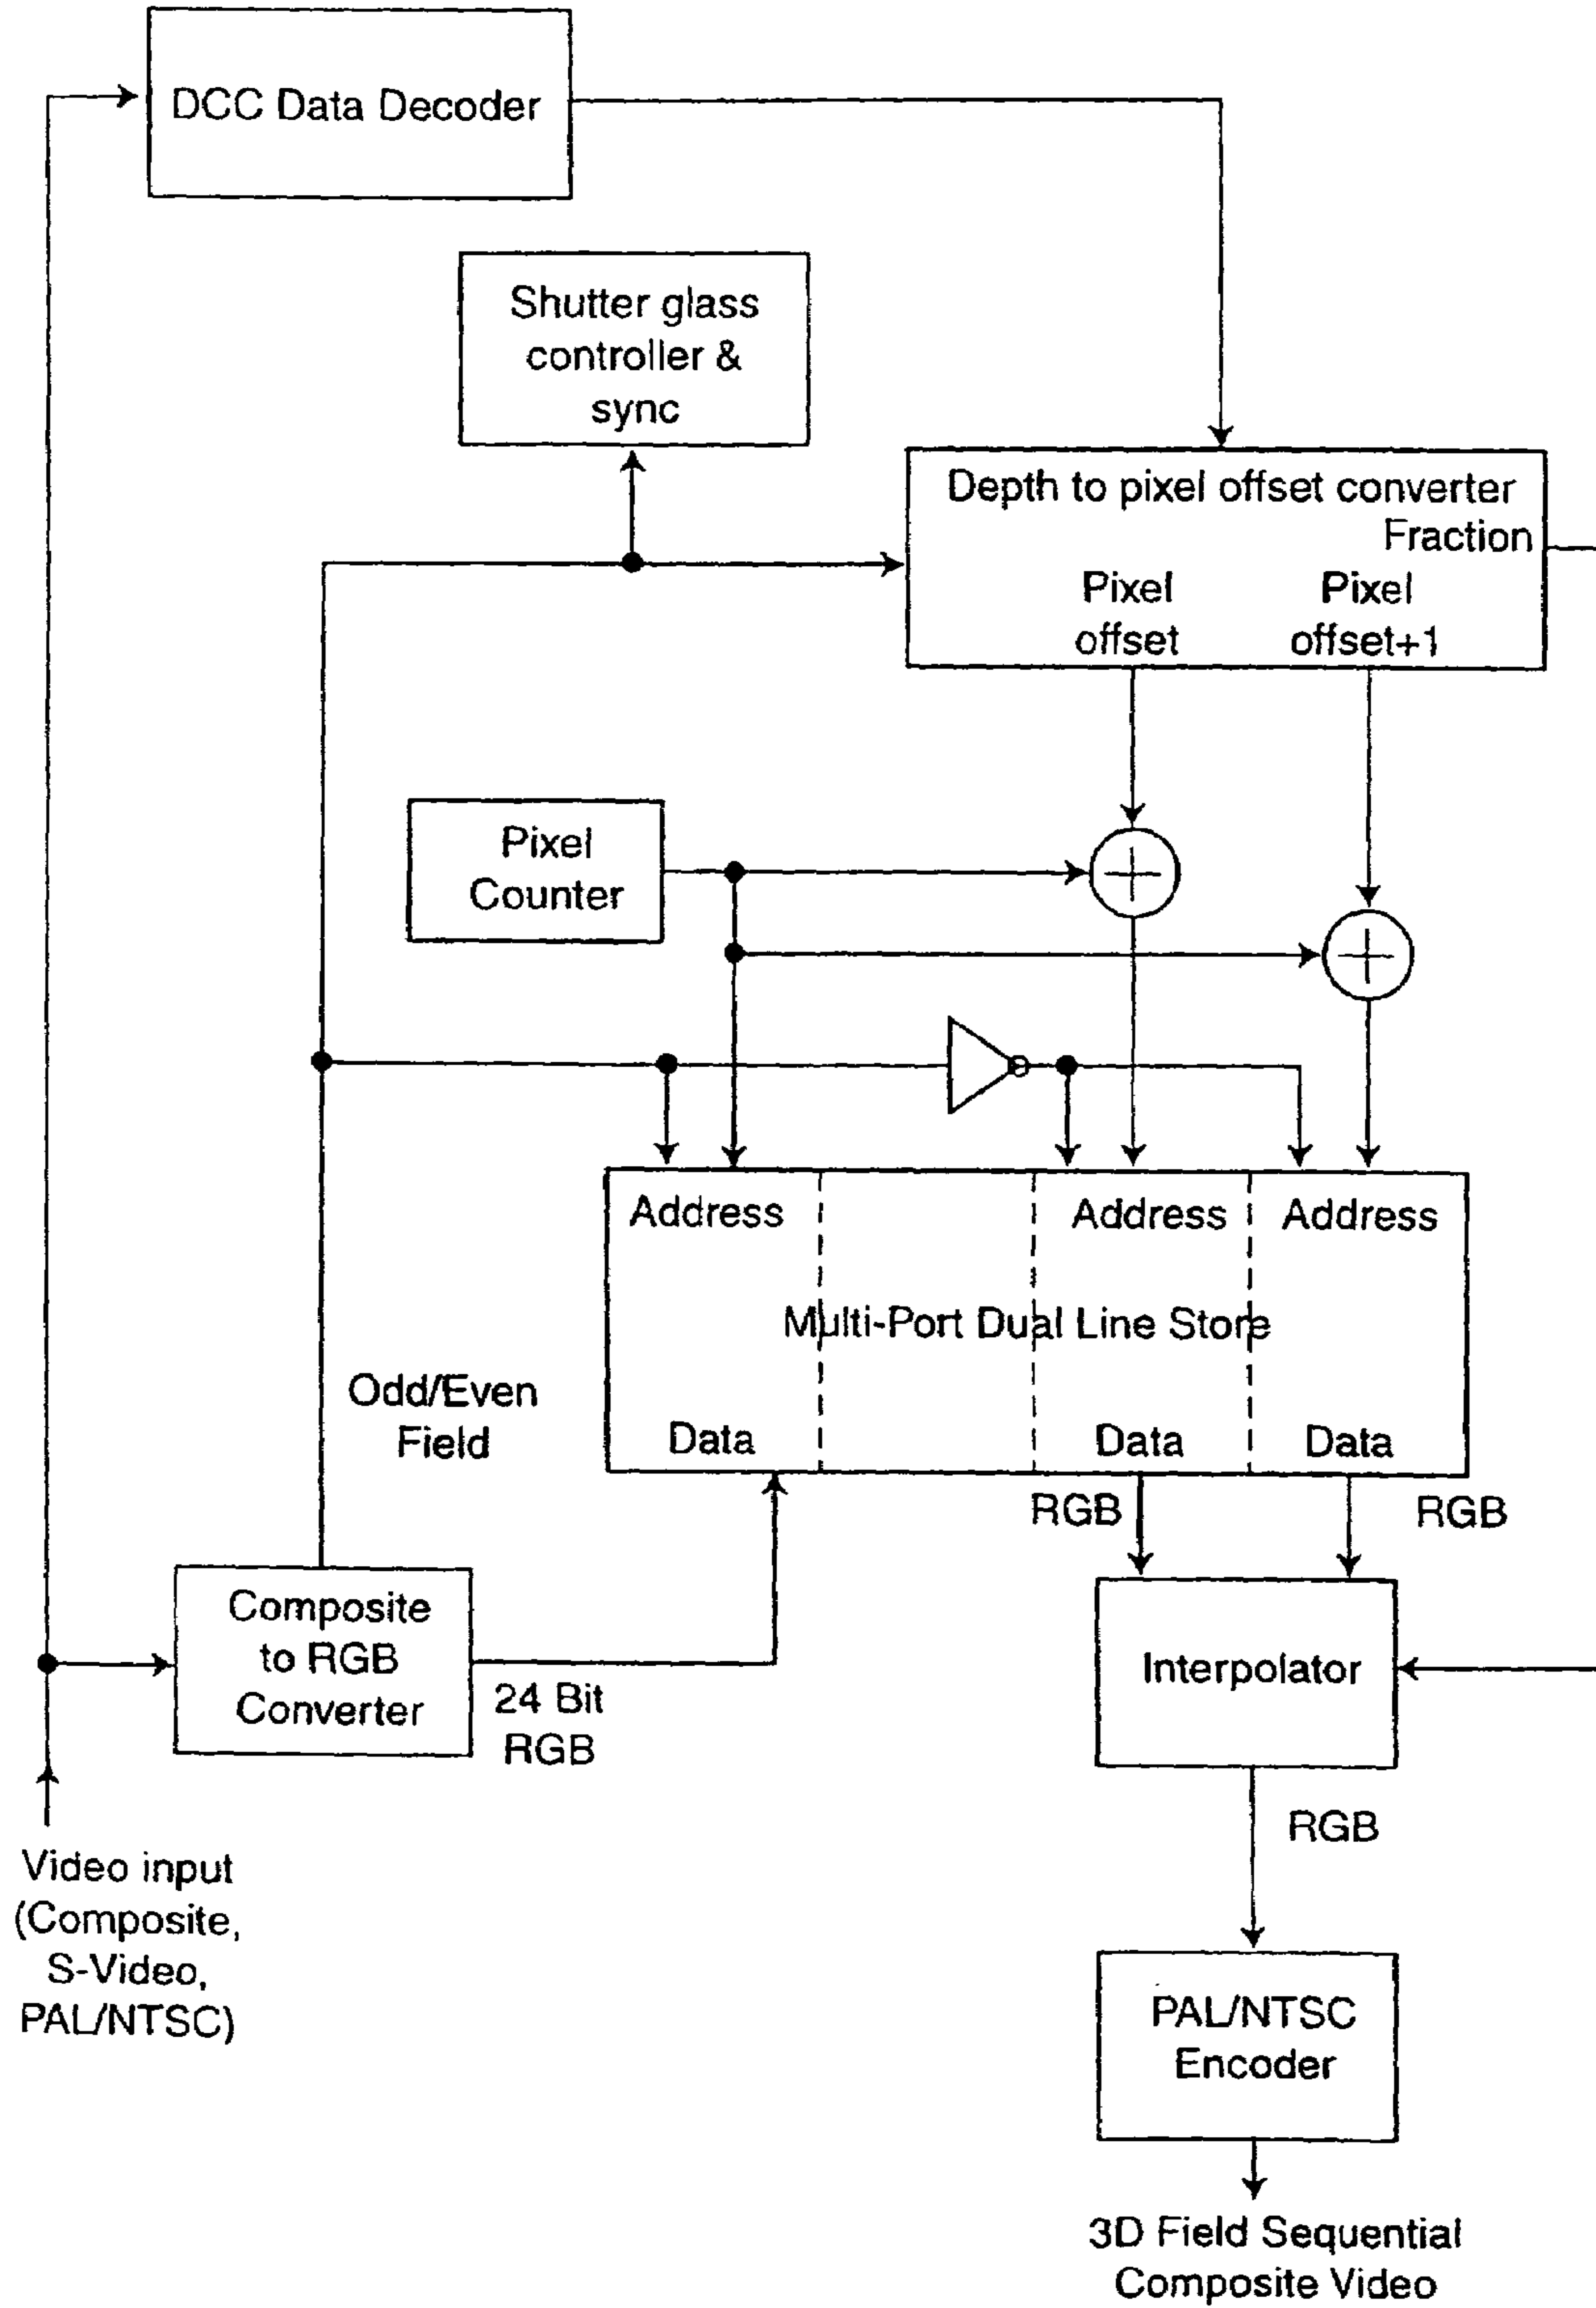 DCC Data Decoder
Shutter glass
controller &
sync
Depth to pixel offset converter
Fraction
Pixel
offset
Pixel
offset+1
Pixel
Counter
Address
Address
Address
Multi-Port Dual Line Store
Odd/Even
Field
Data
Data
Data
RGB
RGB
Composite
to RGB
Converter
24 Bit
RGB
Interpolator
RGB
Video input
(Composite,
S-Video,
PAL/NTSC)
PAL/NTSC
Encoder
3D Field Sequential
Composite Video